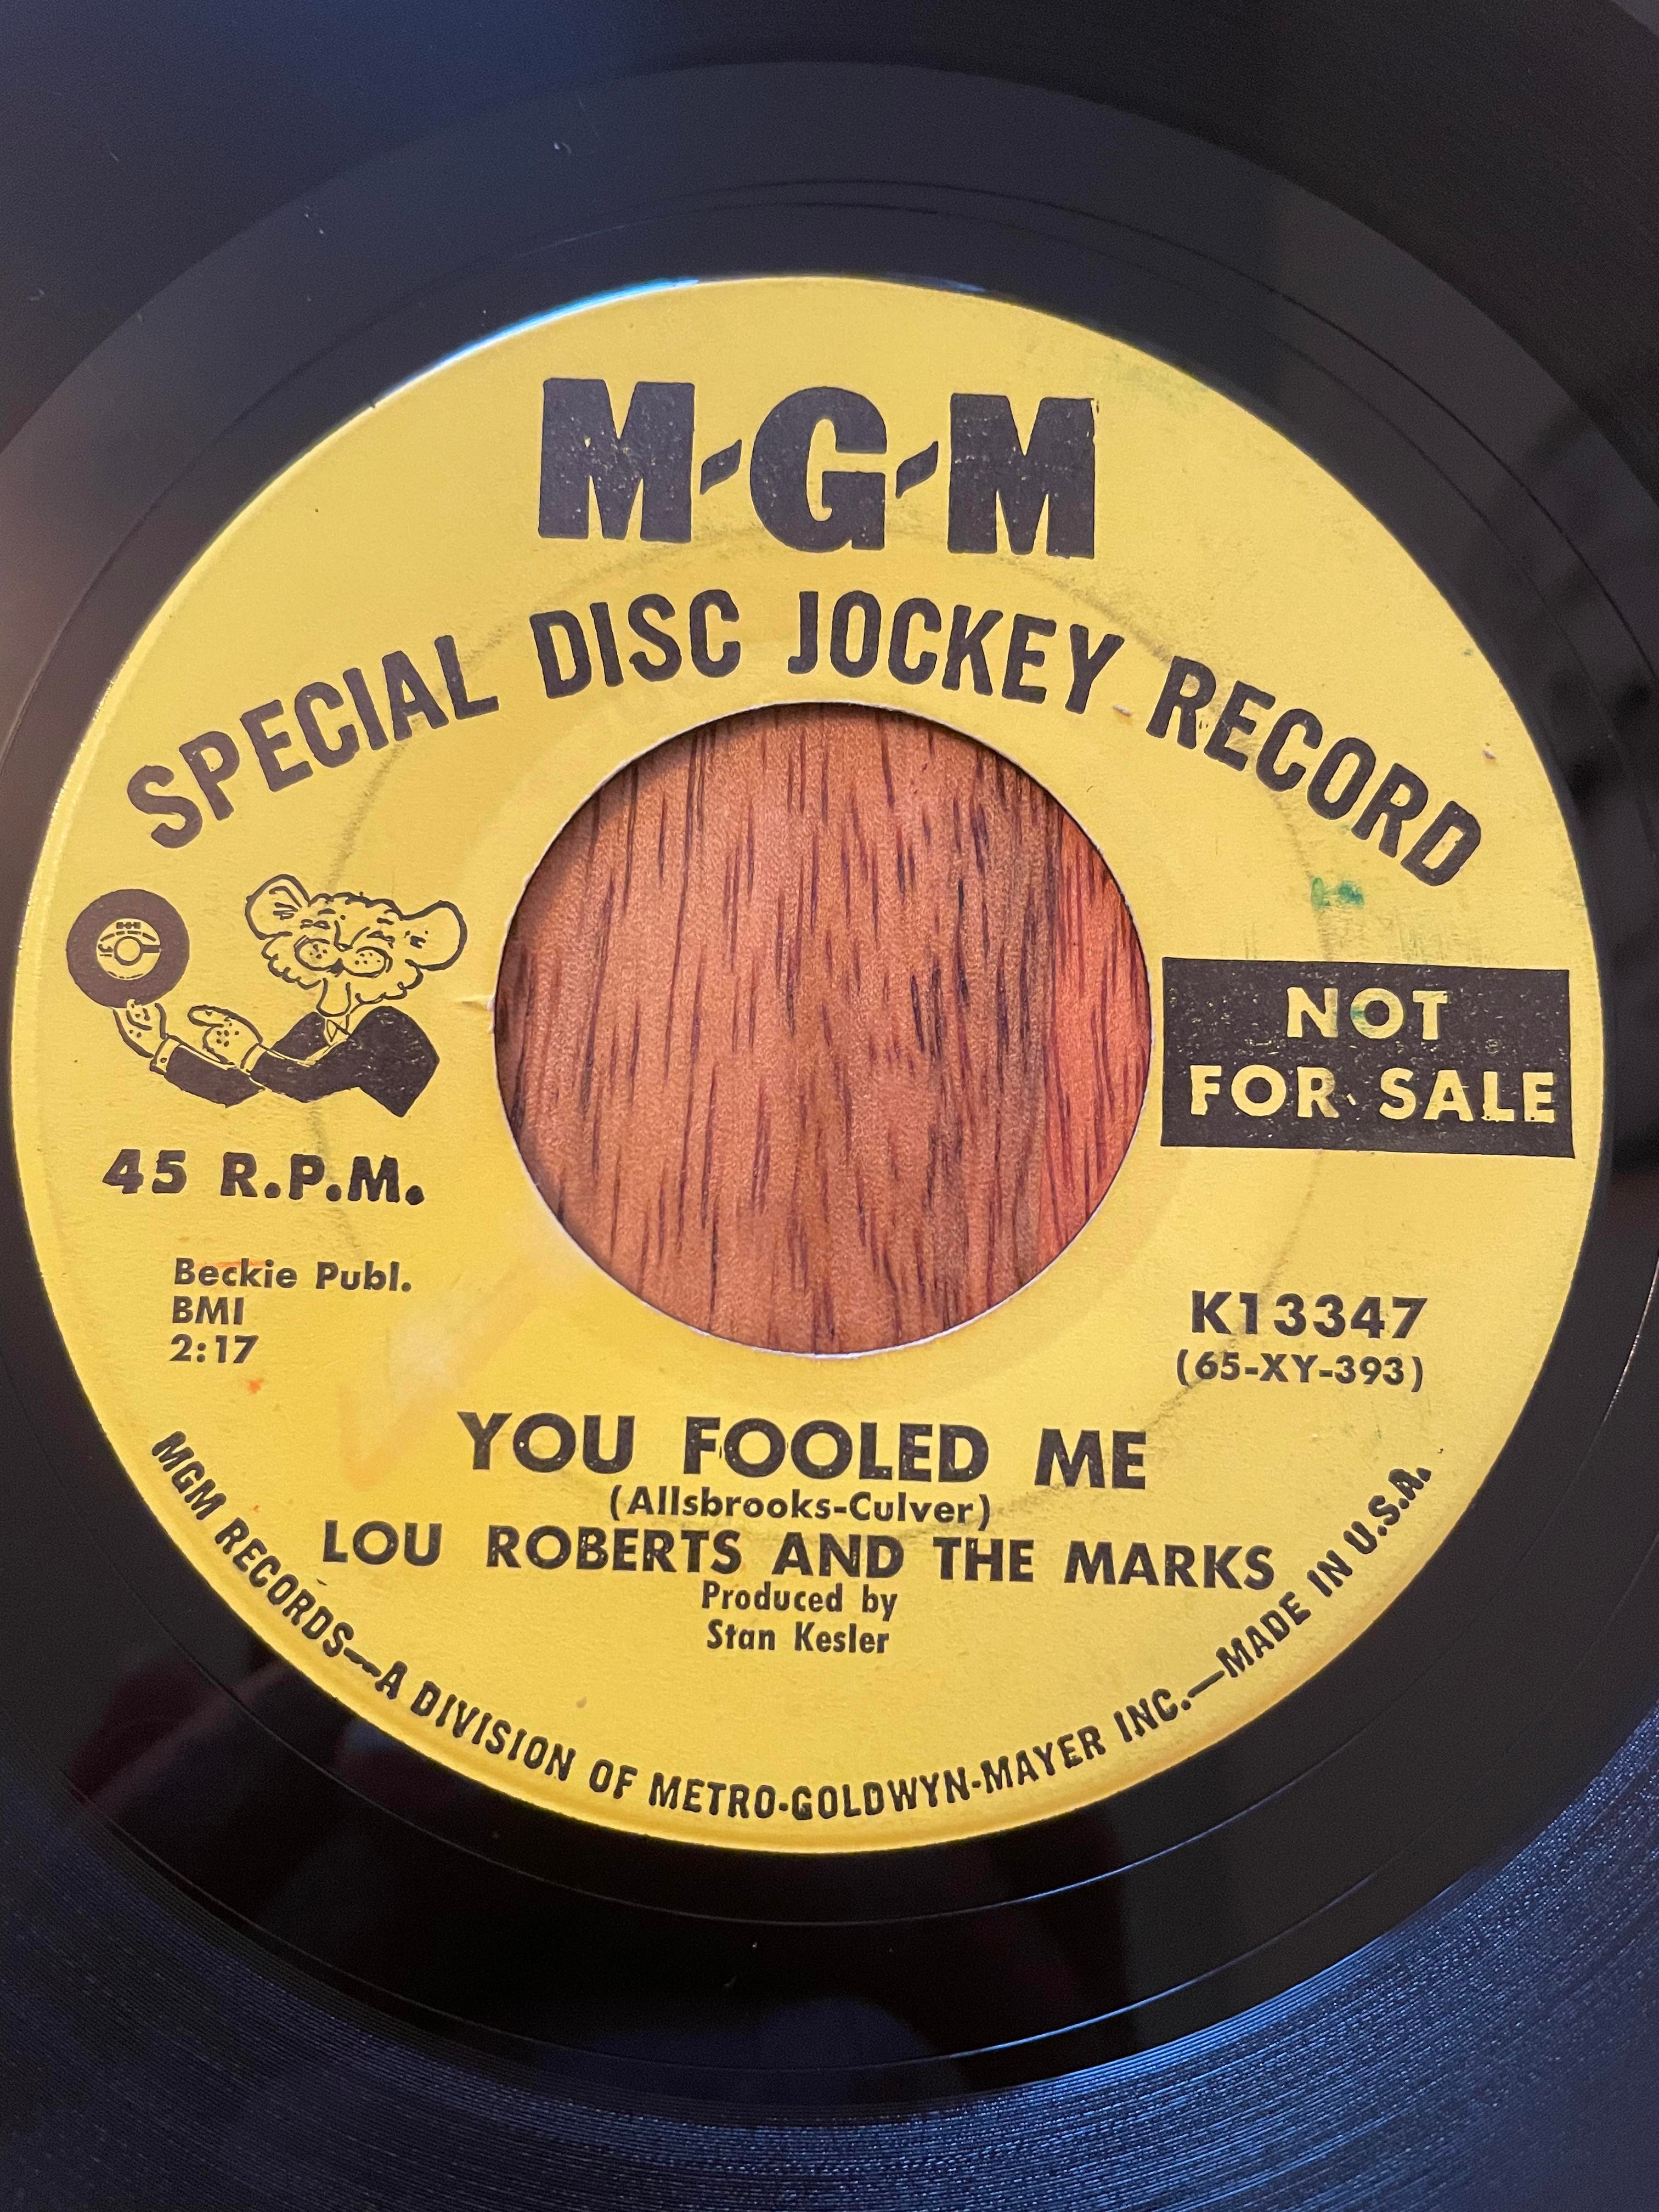 M-G-M
SPECIAL DISC JOCKEY RECORD
NOT
FOR SALE
45 R.P.M.
Beckie Publ.
BMI
2:17
K13347
(65-XY-393)
YOU FOOLED ME
(Allsbrooks-Culver)
LOU ROBERTS AND THE MARKS
Produced by
Stan Kesler
MGM RECORDS—A DIVISION OF METRO-GOLDWYN-MAYER INC.—MADE IN U.S.A.